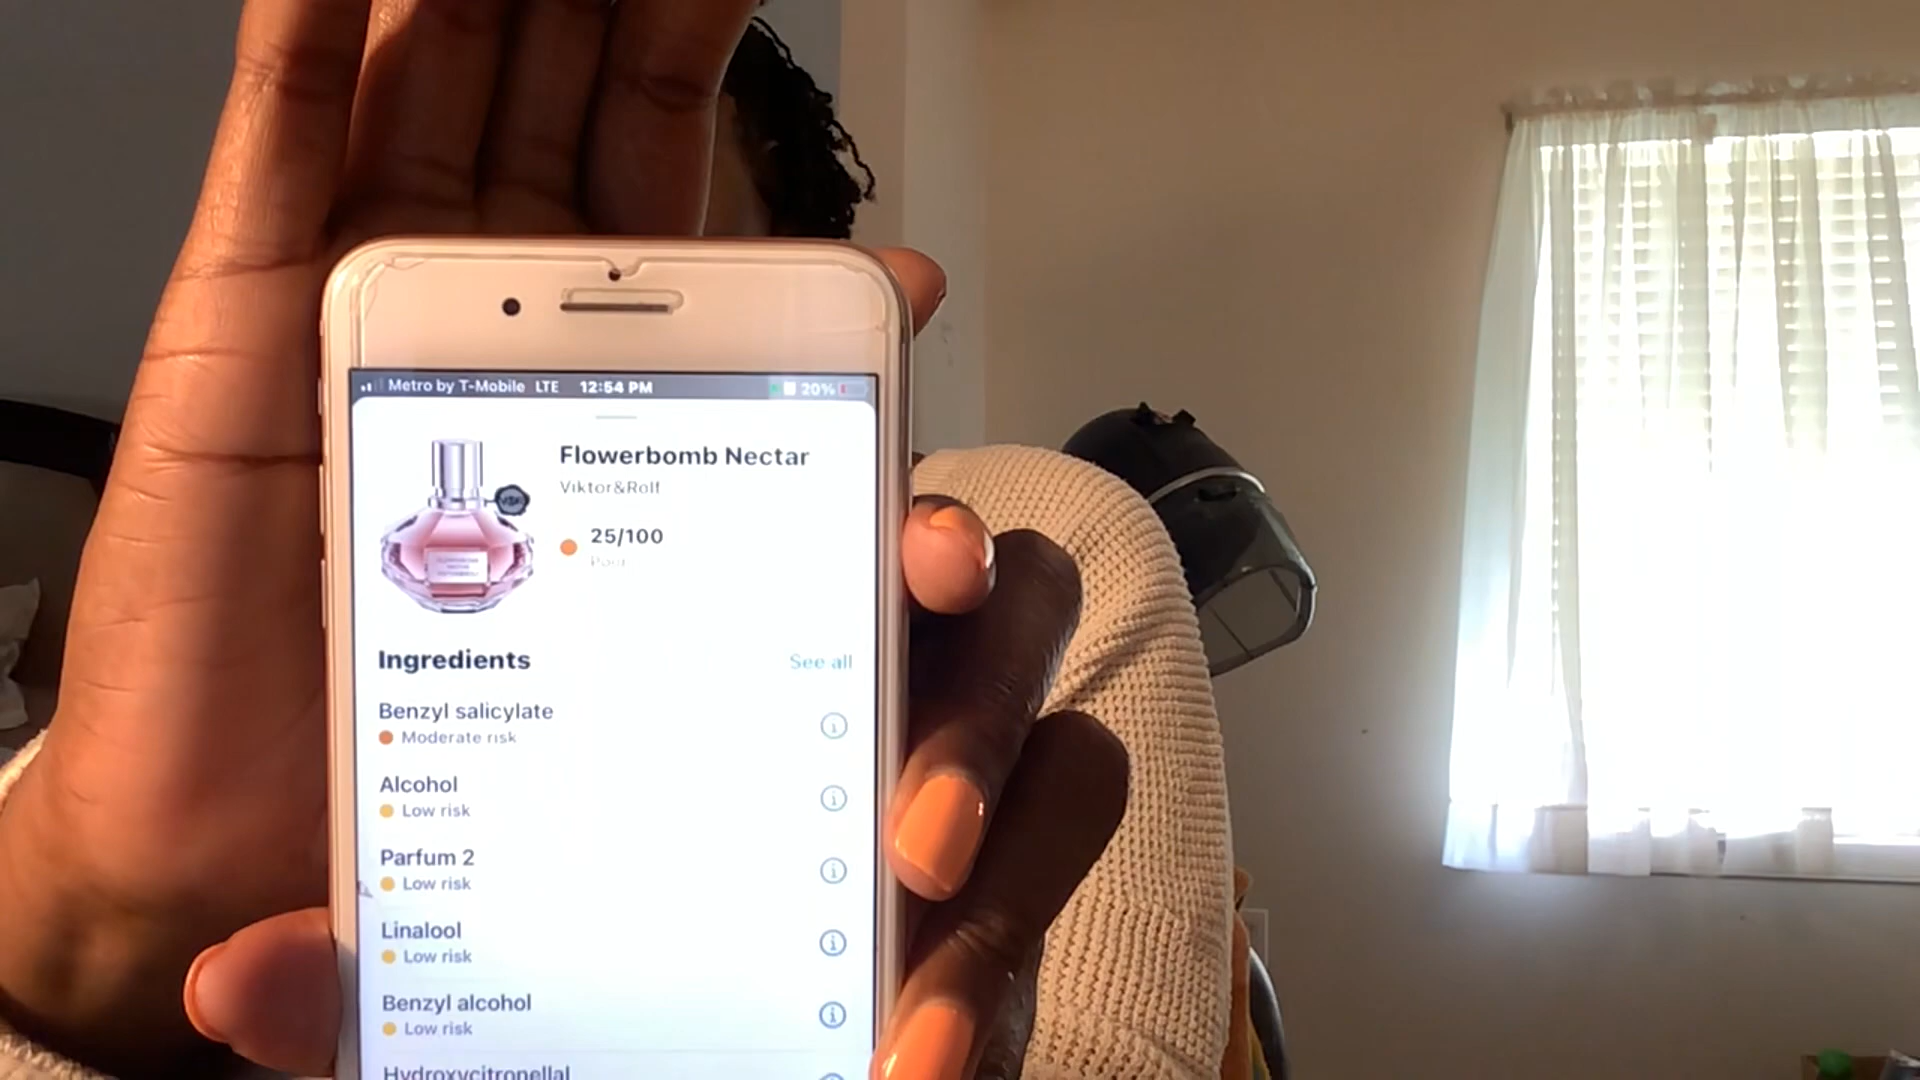 Metro by T-Mobile LTE 12:54 PM 20%
Flowerbomb Nectar
Viktor&Rolf
25/100
Poor
Ingredients
See all
Benzyl salicylate
Moderate risk
Alcohol
Low risk
Parfum 2
Low risk
Linalool
Low risk
Benzyl alcohol
Low risk
Hydroxycitronellal